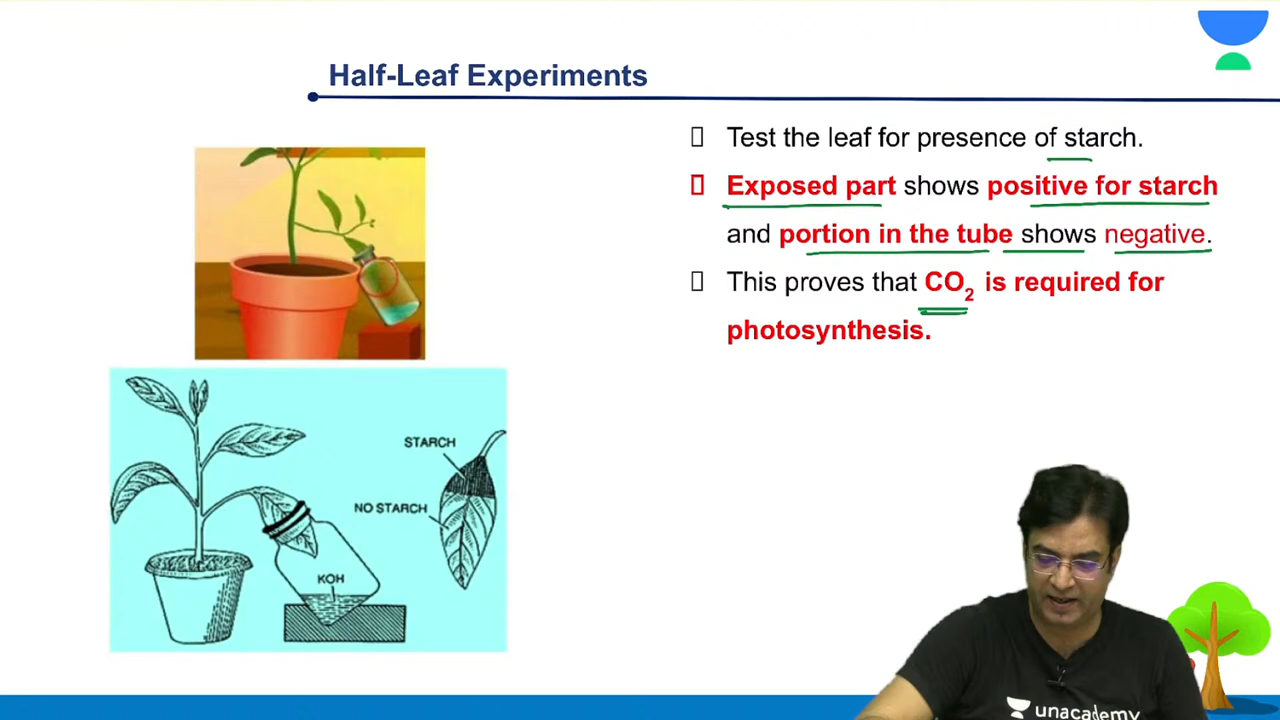 Half-Leaf Experiments
Test the leaf for presence of starch.
Exposed part shows positive for starch
and portion in the tube shows negative.
This proves that CO₂ is required for
photosynthesis.
STARCH
NO STARCH
KOH
unacademy